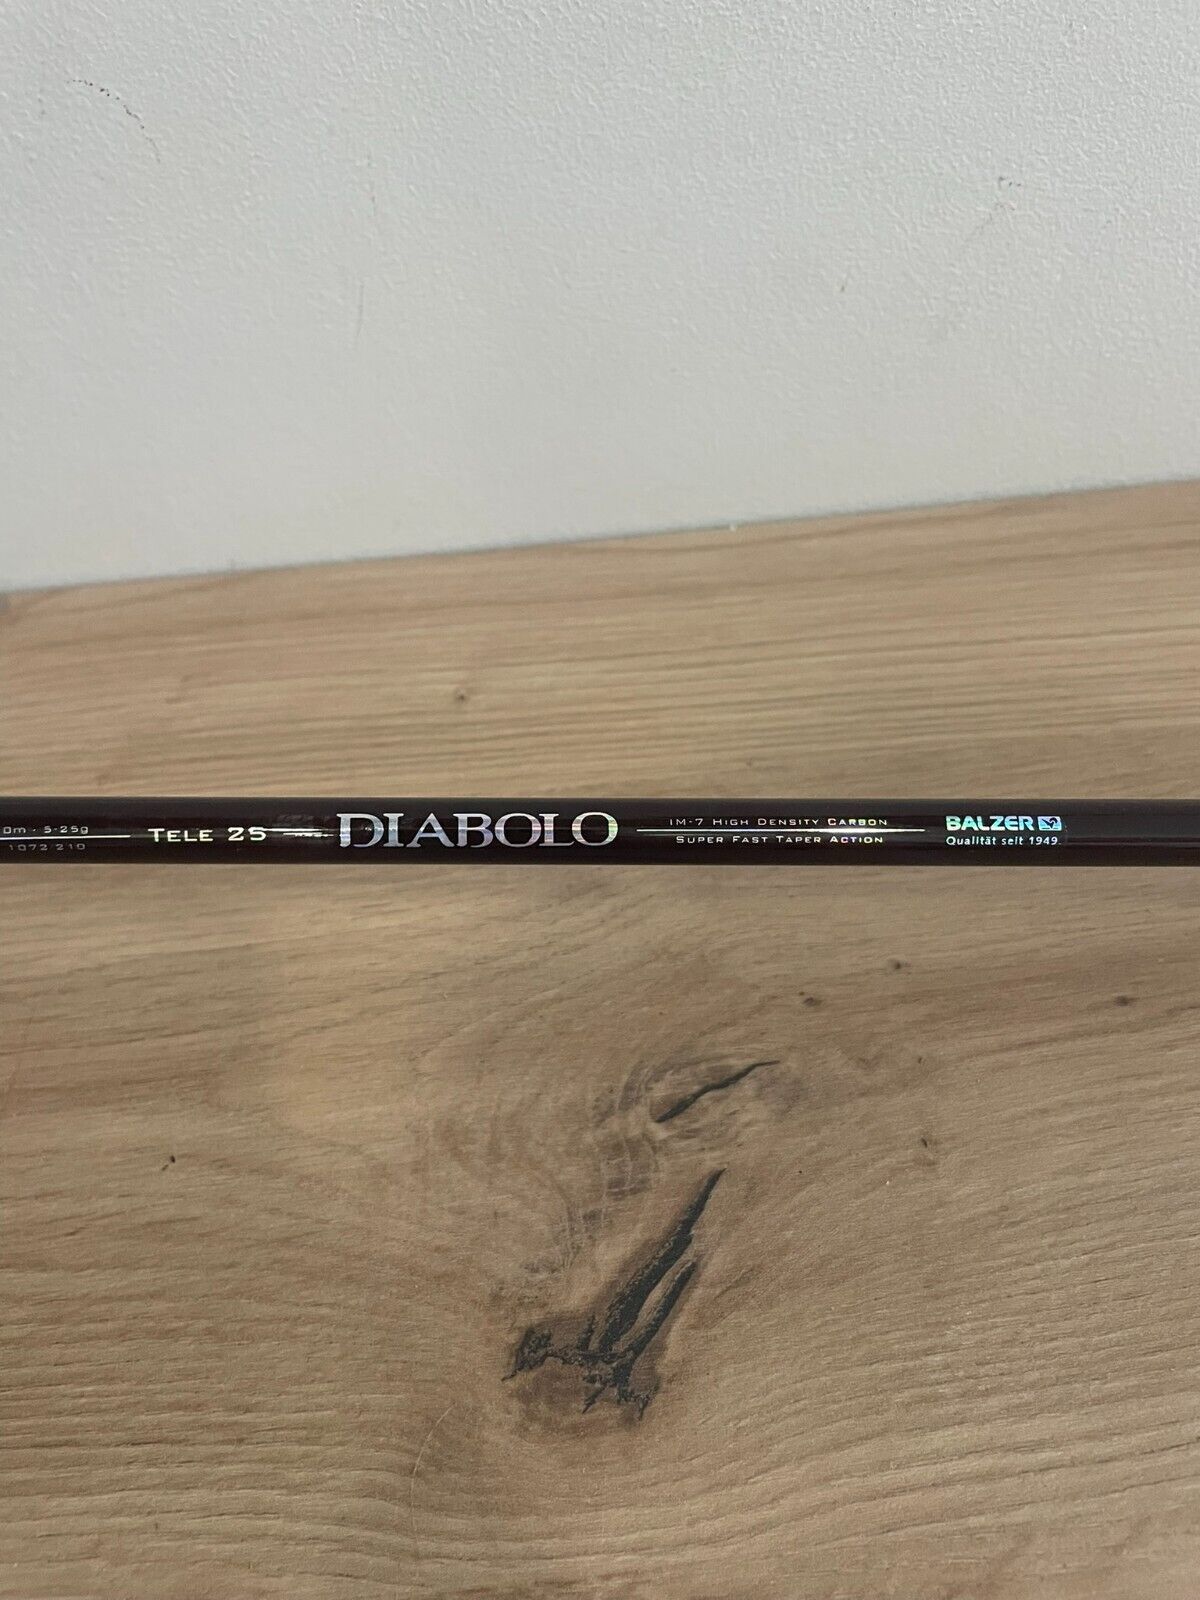 0m · 5-25g
1072/210
TELE 25
DIABOLO
IM-7 HIGH DENSITY CARBON
SUPER FAST TAPER ACTION
BALZER
Qualität seit 1949.